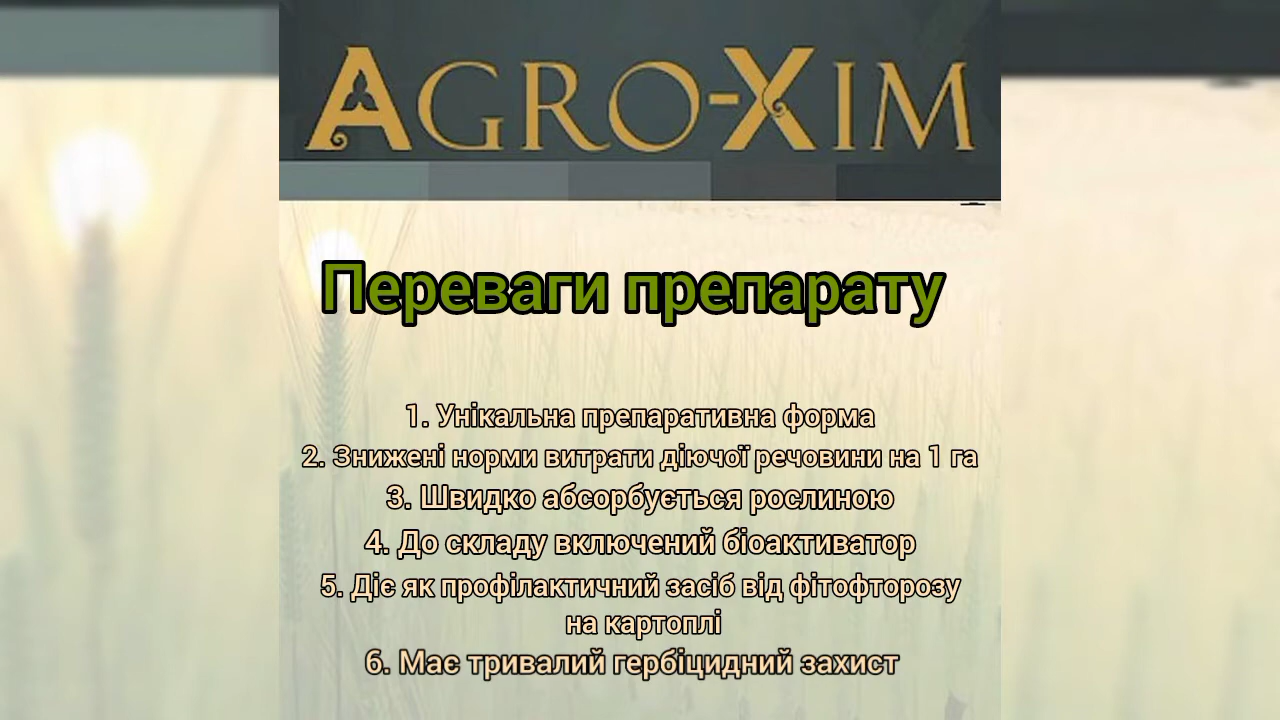 AGRO-XIM
Переваги препарату
1. Унікальна препаративна форма
2. Знижені норми витрати діючої речовини на 1 га
3. Швидко абсорбується рослиною
4. До складу включений біоактиватор
5. Діє як профілактичний засіб від фітофторозу
на картоплі
6. Має тривалий гербіцидний захист